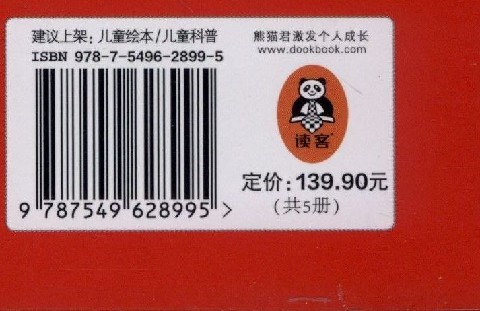 建议上架：儿童绘本/儿童科普
ISBN 978-7-5496-2899-5
9 787549 628995 >
熊猫君激发个人成长
www.dookbook.com
读客
定价：139.90元
（共5册）